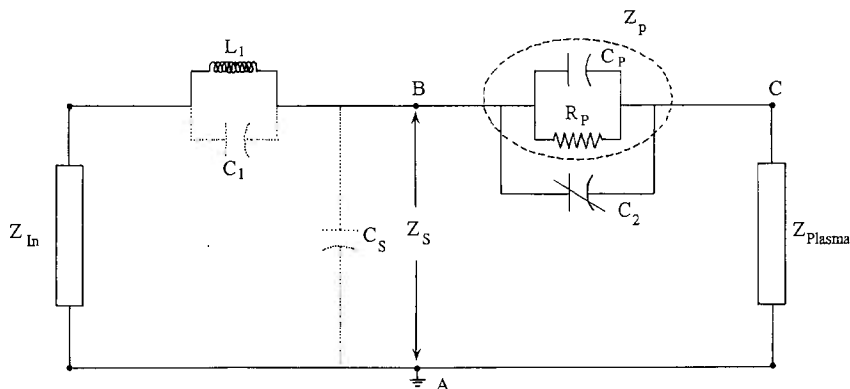 Z_p
L_1
C_P
B
C
R_P
C_1
C_2
Z_In
C_S
Z_S
Z_Plasma
A